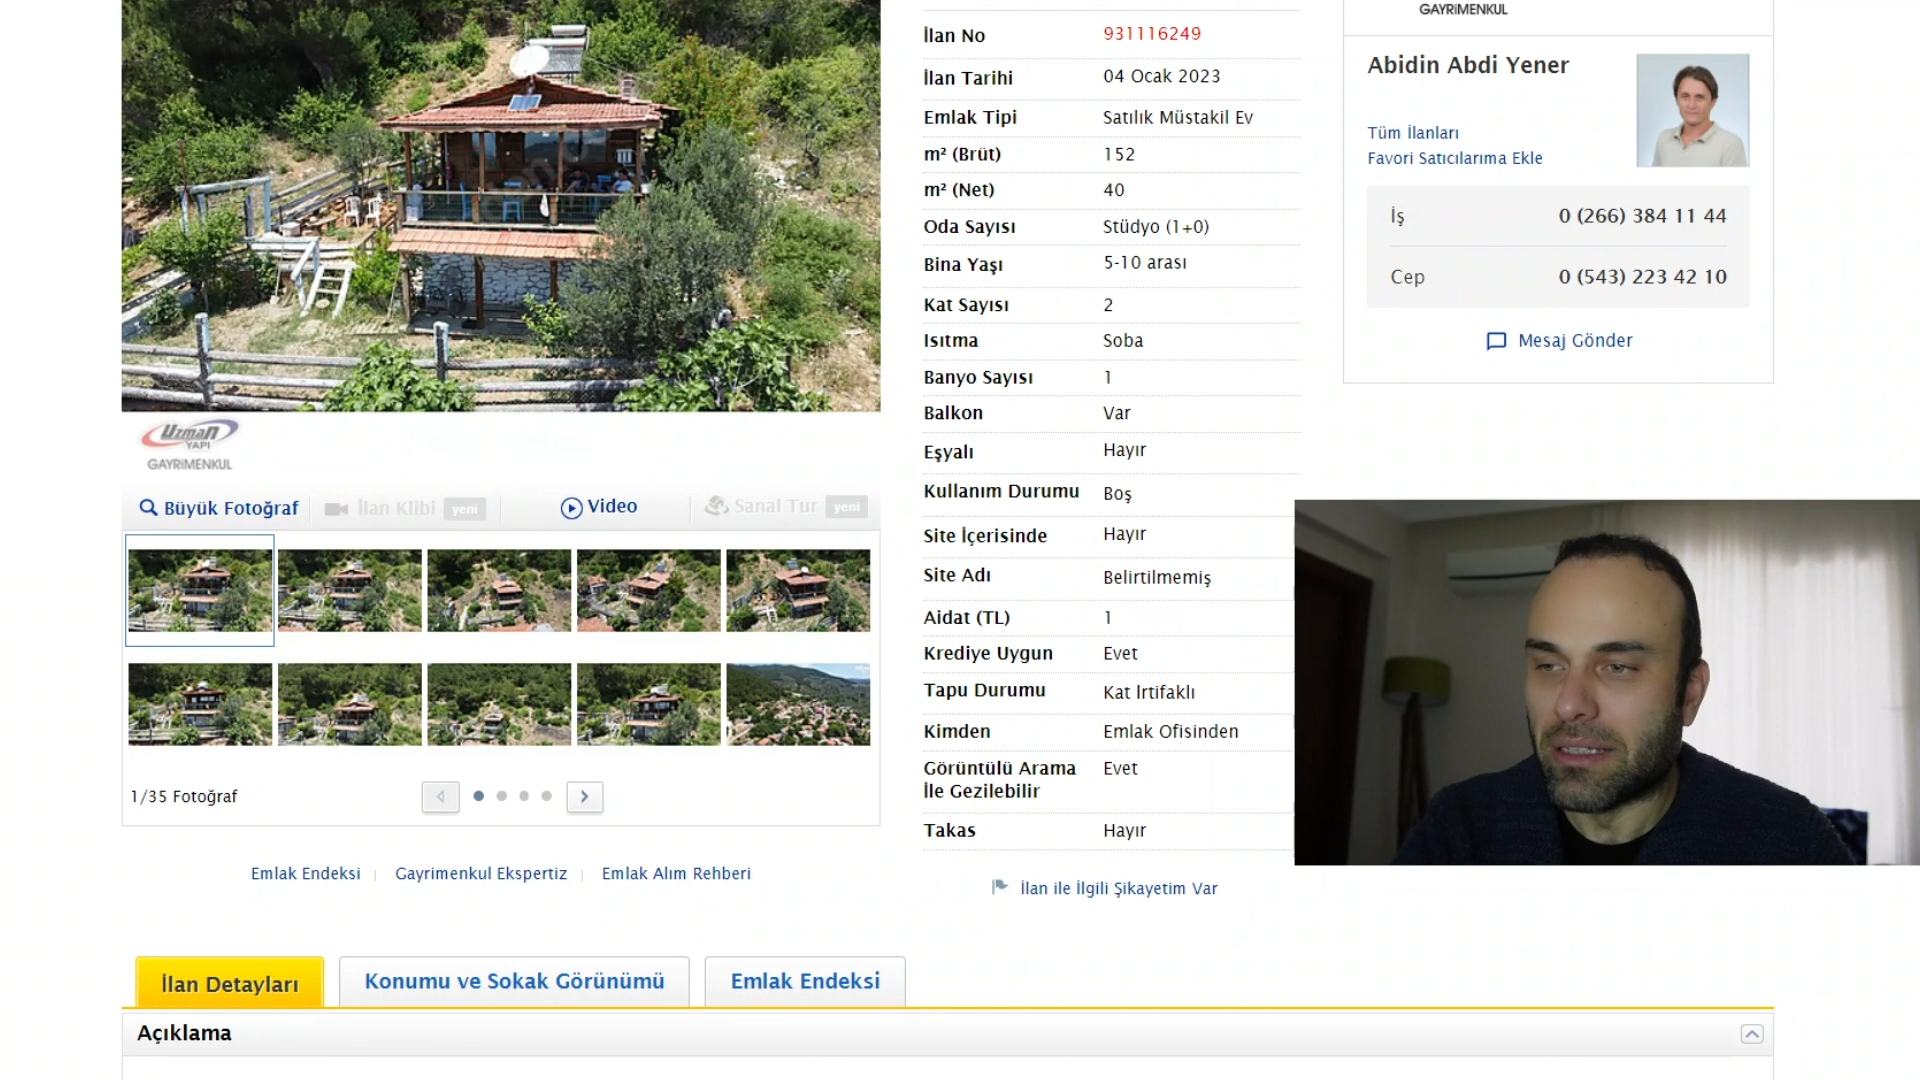 GAYRİMENKUL
İlan No 931116249
İlan Tarihi 04 Ocak 2023
Emlak Tipi Satılık Müstakil Ev
m² (Brüt) 152
m² (Net) 40
Oda Sayısı Stüdyo (1+0)
Bina Yaşı 5-10 arası
Kat Sayısı 2
Isıtma Soba
Banyo Sayısı 1
Balkon Var
Eşyalı Hayır
Kullanım Durumu Boş
Site İçerisinde Hayır
Site Adı Belirtilmemiş
Aidat (TL) 1
Krediye Uygun Evet
Tapu Durumu Kat İrtifaklı
Kimden Emlak Ofisinden
Görüntülü Arama İle Gezilebilir Evet
Takas Hayır
İlan ile İlgili Şikayetim Var
Abidin Abdi Yener
Tüm İlanları
Favori Satıcılarıma Ekle
İş 0 (266) 384 11 44
Cep 0 (543) 223 42 10
Mesaj Gönder
Uzman
YAPI
GAYRİMENKUL
Büyük Fotoğraf
İlan Klibi yeni
Video
Sanal Tur yeni
1/35 Fotoğraf
Emlak Endeksi
Gayrimenkul Ekspertiz
Emlak Alım Rehberi
İlan Detayları
Konumu ve Sokak Görünümü
Emlak Endeksi
Açıklama